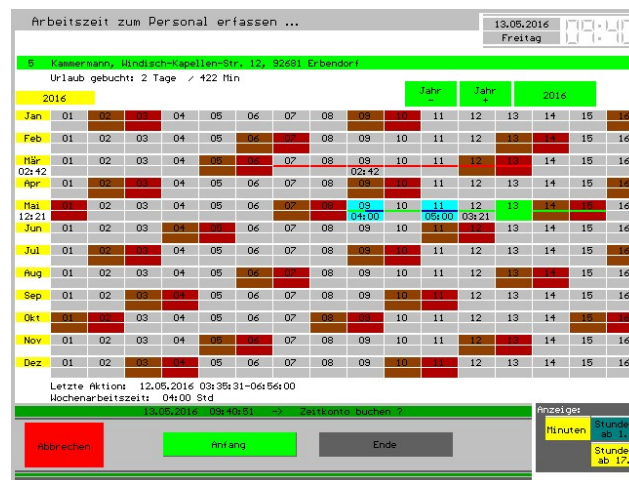 Arbeitszeit zum Personal erfassen ...
13.05.2016
Freitag
09:40
5 Kammermann, Windisch-Kapellen-Str. 12, 92681 Erbendorf
Urlaub gebucht: 2 Tage / 422 Min
2016
Jahr -
Jahr +
2016
Jan 01 02 03 04 05 06 07 08 09 10 11 12 13 14 15 16
Feb 01 02 03 04 05 06 07 08 09 10 11 12 13 14 15 16
Mär 01 02 03 04 05 06 07 08 09 10 11 12 13 14 15 16
02:42 02:42
Apr 01 02 03 04 05 06 07 08 09 10 11 12 13 14 15 16
Mai 01 02 03 04 05 06 07 08 09 10 11 12 13 14 15 16
12:21 04:00 05:00 03:21
Jun 01 02 03 04 05 06 07 08 09 10 11 12 13 14 15 16
Jul 01 02 03 04 05 06 07 08 09 10 11 12 13 14 15 16
Aug 01 02 03 04 05 06 07 08 09 10 11 12 13 14 15 16
Sep 01 02 03 04 05 06 07 08 09 10 11 12 13 14 15 16
Okt 01 02 03 04 05 06 07 08 09 10 11 12 13 14 15 16
Nov 01 02 03 04 05 06 07 08 09 10 11 12 13 14 15 16
Dez 01 02 03 04 05 06 07 08 09 10 11 12 13 14 15 16
Letzte Aktion: 12.05.2016 03:35:31-06:56:00
Wochenarbeitszeit: 04:00 Std
13.05.2016 09:40:51 -> Zeitkonto buchen ?
Abbrechen
Anfang
Ende
Anzeige:
Minuten
Stunde
ab 1.
Stunde
ab 17.